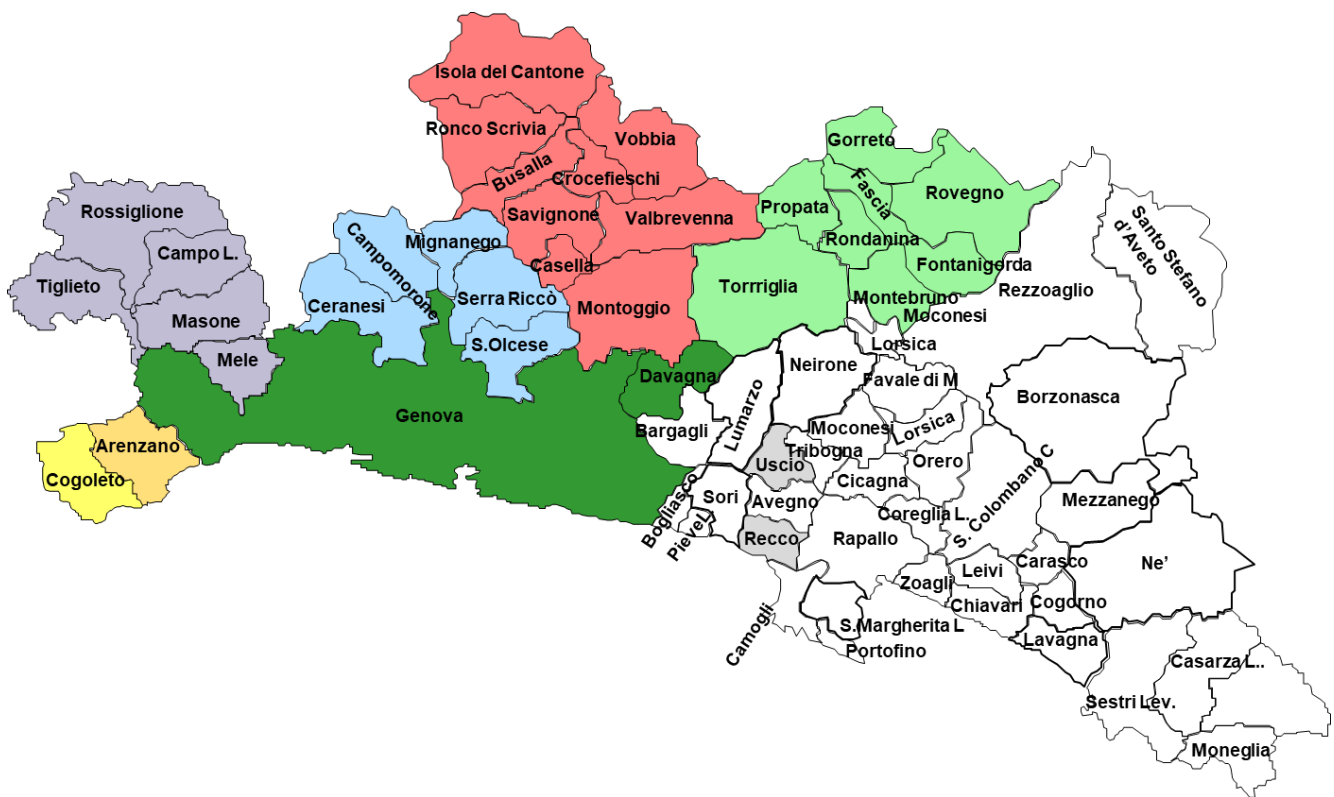 Isola del Cantone
Ronco Scrivia
Vobbia
Gorreto
Busalla
Crocefieschi
Fascia
Rovegno
Rossiglione
Savignone
Valbrevenna
Propata
Santo Stefano
d'Aveto
Campo L.
Campomorone
Mignanego
Rondanina
Casella
Fontanigorda
Tiglieto
Ceranesi
Serra Riccò
Montoggio
Torrriglia
Montebruno
Rezzoaglio
Masone
Moconesi
S.Olcese
Lorsica
Mele
Davagna
Neirone
Favale di M
Borzonasca
Genova
Lumarzo
Bargagli
Moconesi
Lorsica
Arenzano
Tribogna
Uscio
Orero
Cogoleto
Cicagna
S. Colombano C
Bogliasco
Sori
Avegno
Mezzanego
Coreglia L.
PieveL
Recco
Rapallo
Leivi
Carasco
Ne'
Zoagli
Chiavari
Cogorno
Camogli
S.Margherita L
Lavagna
Portofino
Casarza L..
Sestri Lev.
Moneglia